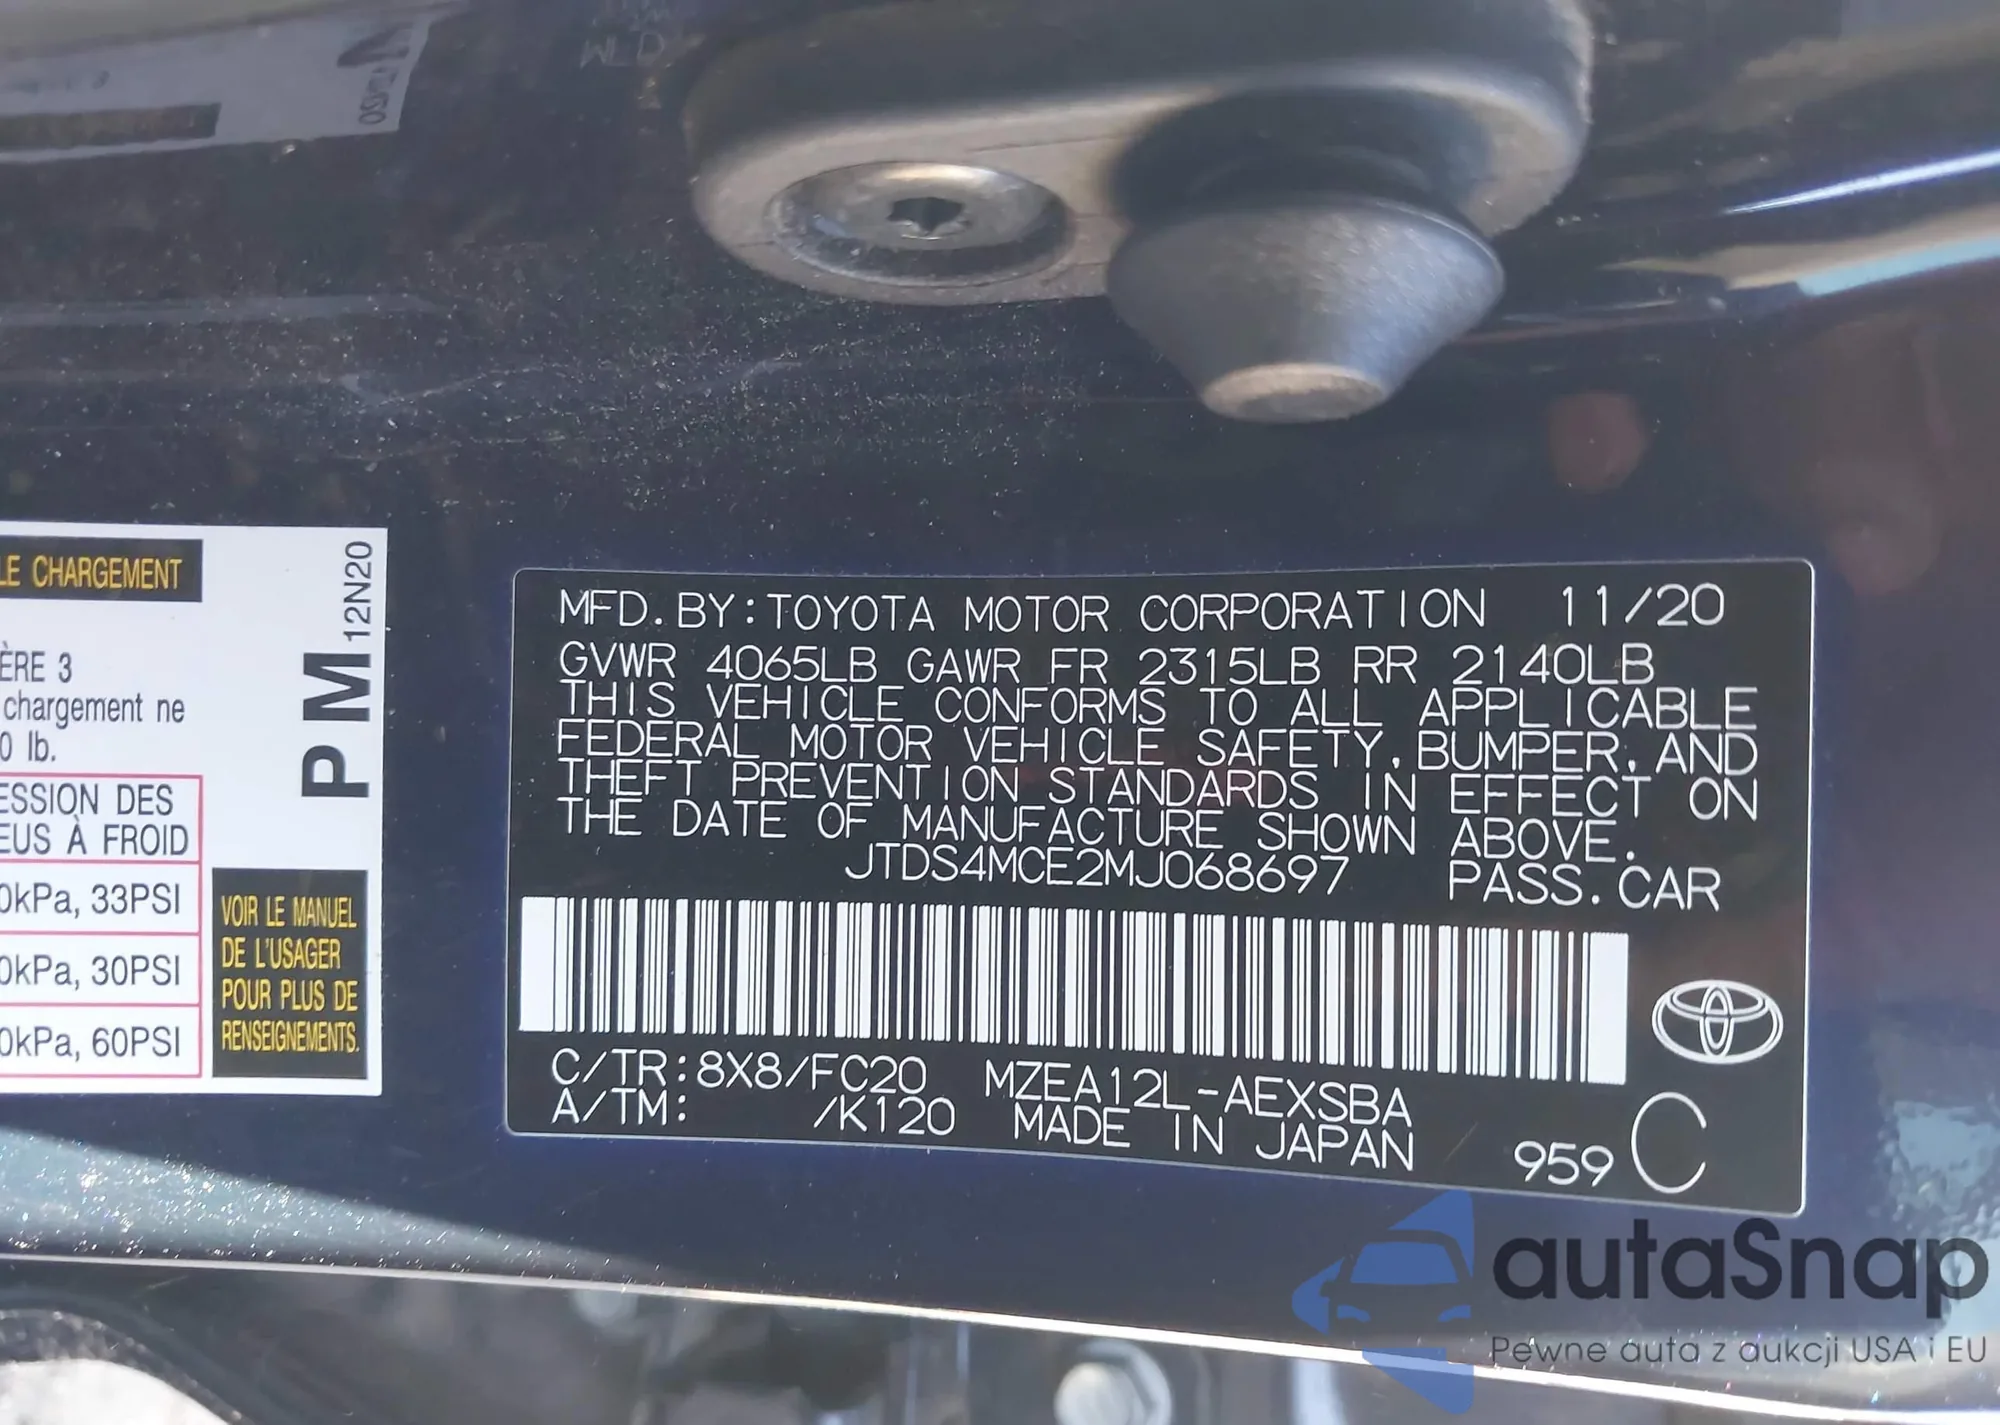 WLD
LE CHARGEMENT
12N20
ÈRE 3
chargement ne
0 lb.
P M
ESSION DES
EUS À FROID
0kPa, 33PSI
0kPa, 30PSI
0kPa, 60PSI
VOIR LE MANUEL
DE L'USAGER
POUR PLUS DE
RENSEIGNEMENTS.
MFD. BY: TOYOTA MOTOR CORPORATION 11/20
GVWR 4065LB GAWR FR 2315LB RR 2140LB
THIS VEHICLE CONFORMS TO ALL APPLICABLE
FEDERAL MOTOR VEHICLE SAFETY, BUMPER, AND
THEFT PREVENTION STANDARDS IN EFFECT ON
THE DATE OF MANUFACTURE SHOWN ABOVE.
JTDS4MCE2MJ068697 PASS. CAR
C/TR: 8X8/FC20 MZEA12L-AEXSBA
A/TM: /K120 MADE IN JAPAN
959 C
autaSnap
Pewne auta z aukcji USA i EU